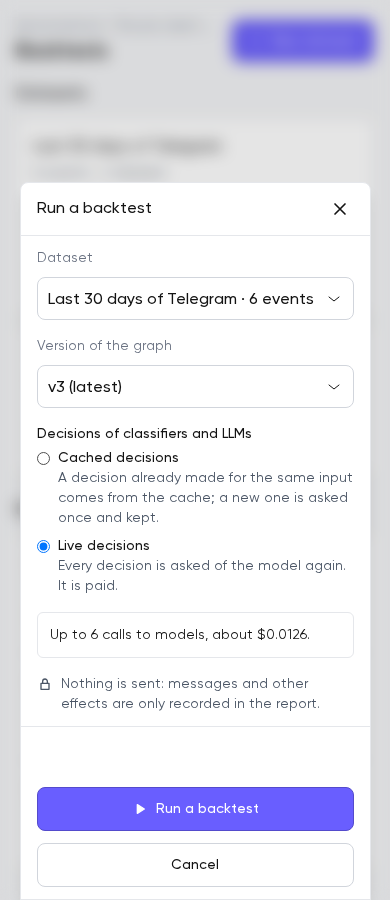 Run a backtest
Dataset
Last 30 days of Telegram · 6 events
Version of the graph
v3 (latest)
Decisions of classifiers and LLMs
Cached decisions
A decision already made for the same input
comes from the cache; a new one is asked
once and kept.
Live decisions
Every decision is asked of the model again.
It is paid.
Up to 6 calls to models, about $0.0126.
Nothing is sent: messages and other
effects are only recorded in the report.
Run a backtest
Cancel